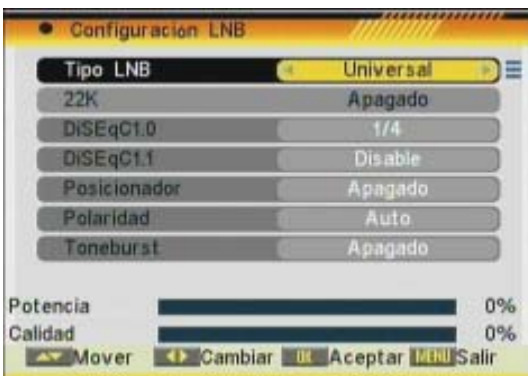 Configuración LNB
Tipo LNB Universal
22K Apagado
DiSEqC1.0 1/4
DiSEqC1.1 Disable
Posicionador Apagado
Polaridad Auto
Toneburst Apagado
Potencia 0%
Calidad 0%
Mover Cambiar OK Aceptar MENU Salir